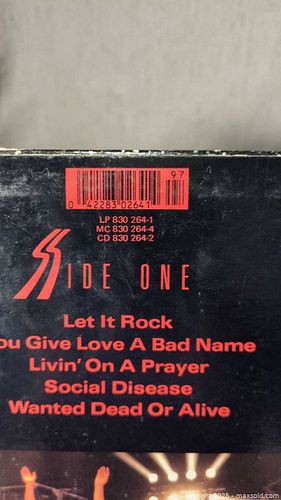 97
0 42283 02641
LP 830 264-1
MC 830 264-4
CD 830 264-2
SIDE ONE
Let It Rock
ou Give Love A Bad Name
Livin' On A Prayer
Social Disease
Wanted Dead Or Alive
Copyright 2025 - maxsold.com